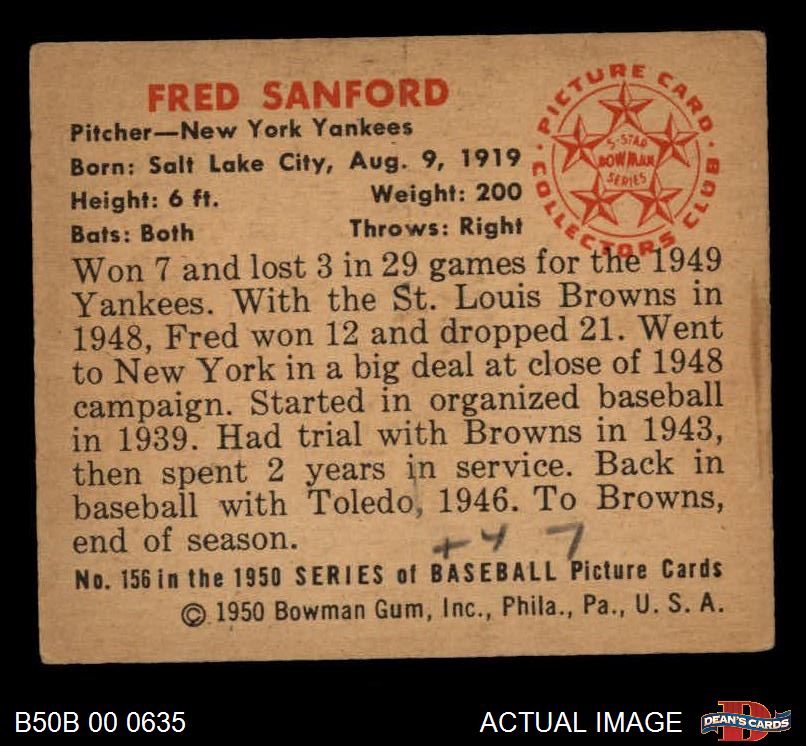 FRED SANFORD
Pitcher—New York Yankees
Born: Salt Lake City, Aug. 9, 1919
Height: 6 ft. Weight: 200
Bats: Both Throws: Right
PICTURE CARD COLLECTORS CLUB
5-STAR
BOWMAN
SERIES
Won 7 and lost 3 in 29 games for the 1949
Yankees. With the St. Louis Browns in
1948, Fred won 12 and dropped 21. Went
to New York in a big deal at close of 1948
campaign. Started in organized baseball
in 1939. Had trial with Browns in 1943,
then spent 2 years in service. Back in
baseball with Toledo, 1946. To Browns,
end of season.
+4 7
No. 156 in the 1950 SERIES of BASEBALL Picture Cards
© 1950 Bowman Gum, Inc., Phila., Pa., U. S. A.
B50B 00 0635
ACTUAL IMAGE
D
DEAN'S CARDS